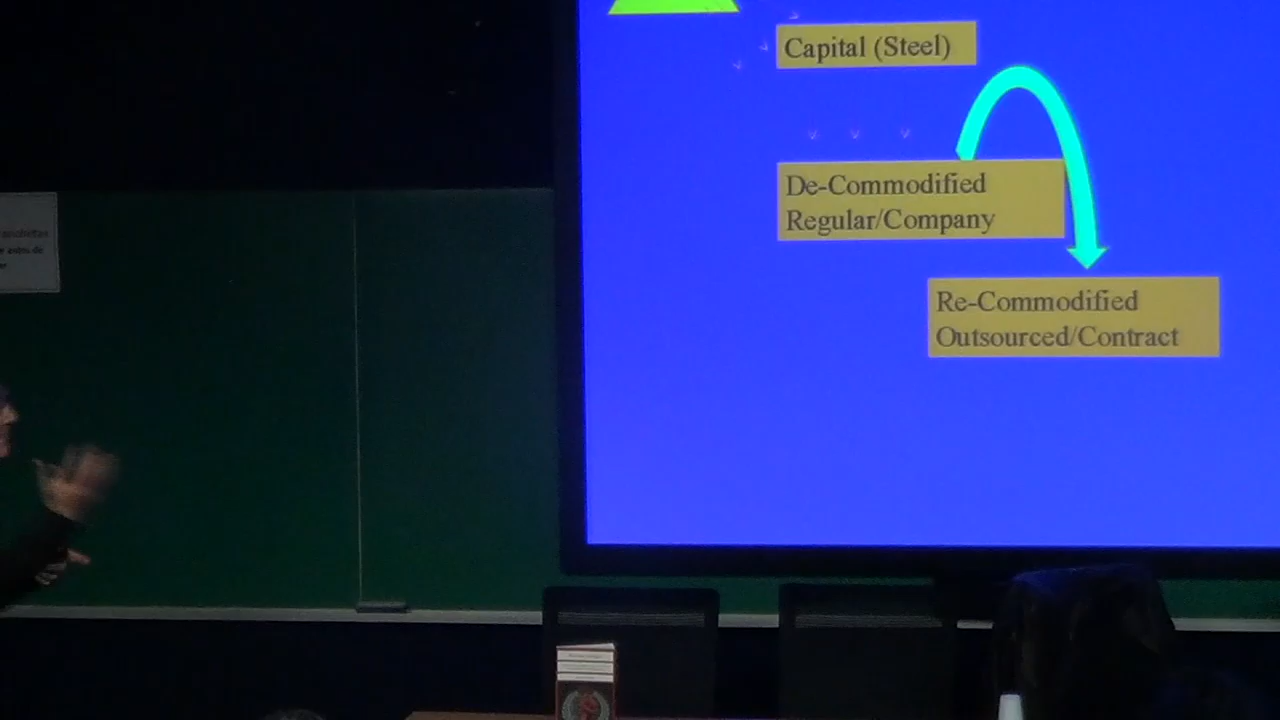 Capital (Steel)
De-Commodified
Regular/Company
Re-Commodified
Outsourced/Contract